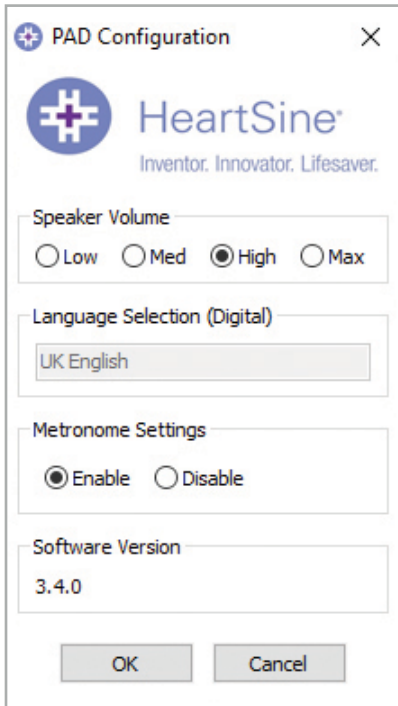 PAD Configuration
HeartSine®
Inventor. Innovator. Lifesaver.
Speaker Volume
Low Med High Max
Language Selection (Digital)
UK English
Metronome Settings
Enable Disable
Software Version
3.4.0
OK Cancel